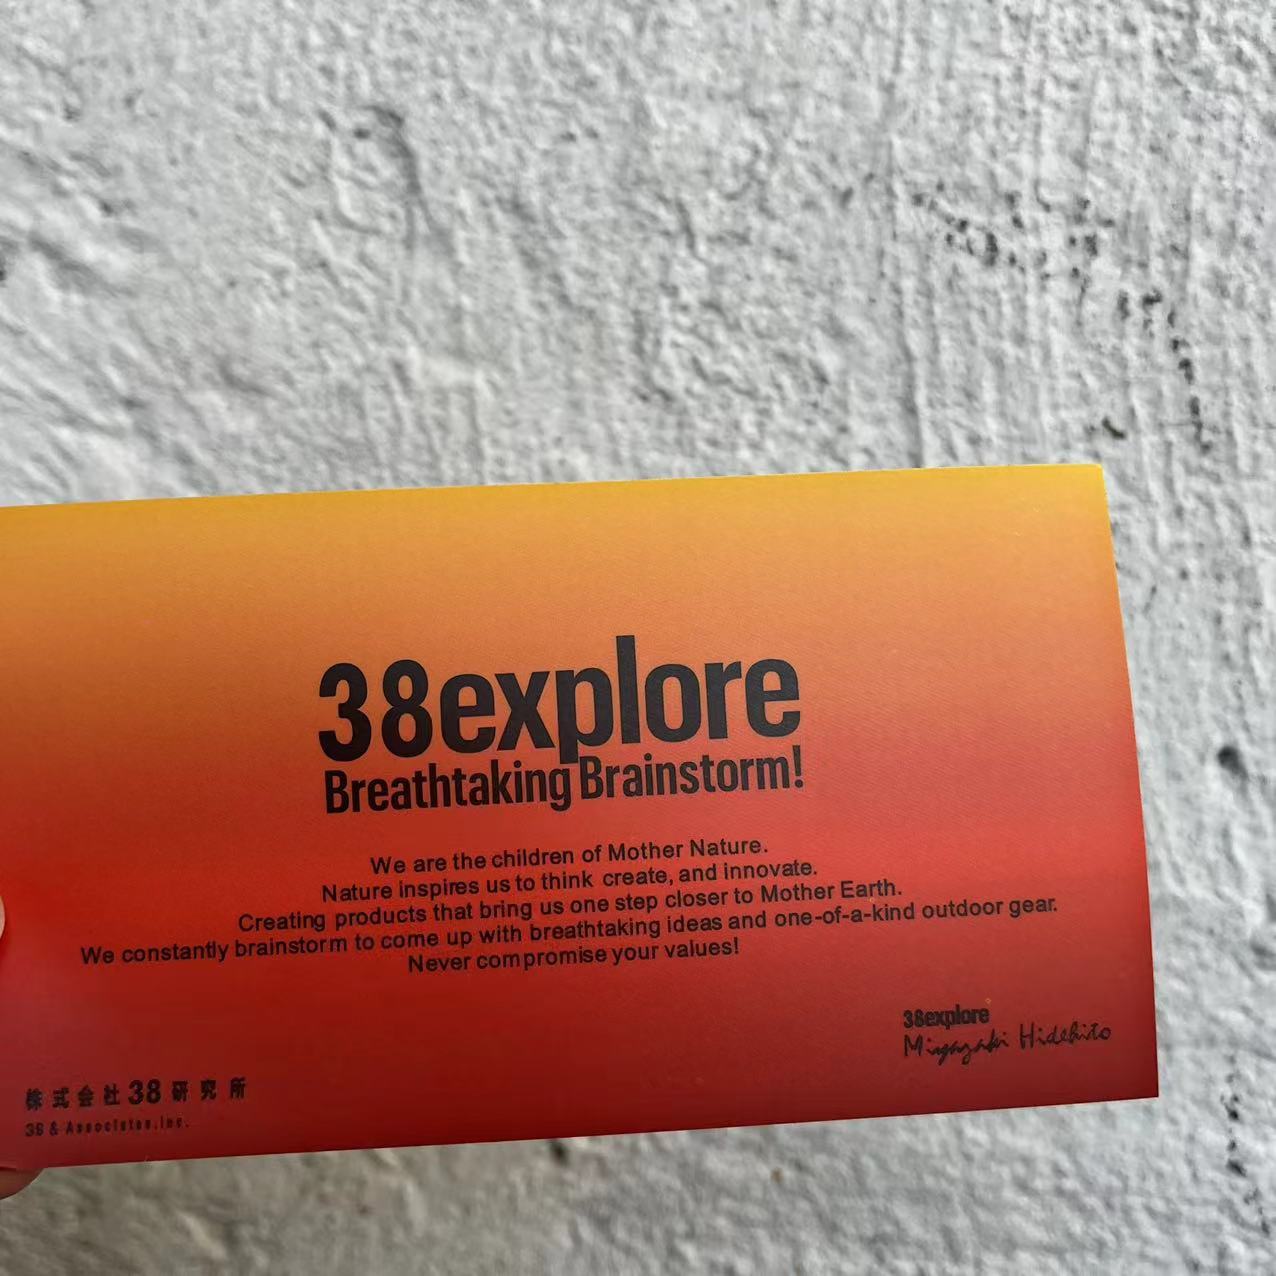 38explore
Breathtaking Brainstorm!
We are the children of Mother Nature.
Nature inspires us to think create, and innovate.
Creating products that bring us one step closer to Mother Earth.
We constantly brainstorm to come up with breathtaking ideas and one-of-a-kind outdoor gear.
Never compromise your values!
38explore
Miyazaki Hidehito
株式会社38研究所
38 & Associates.inc.